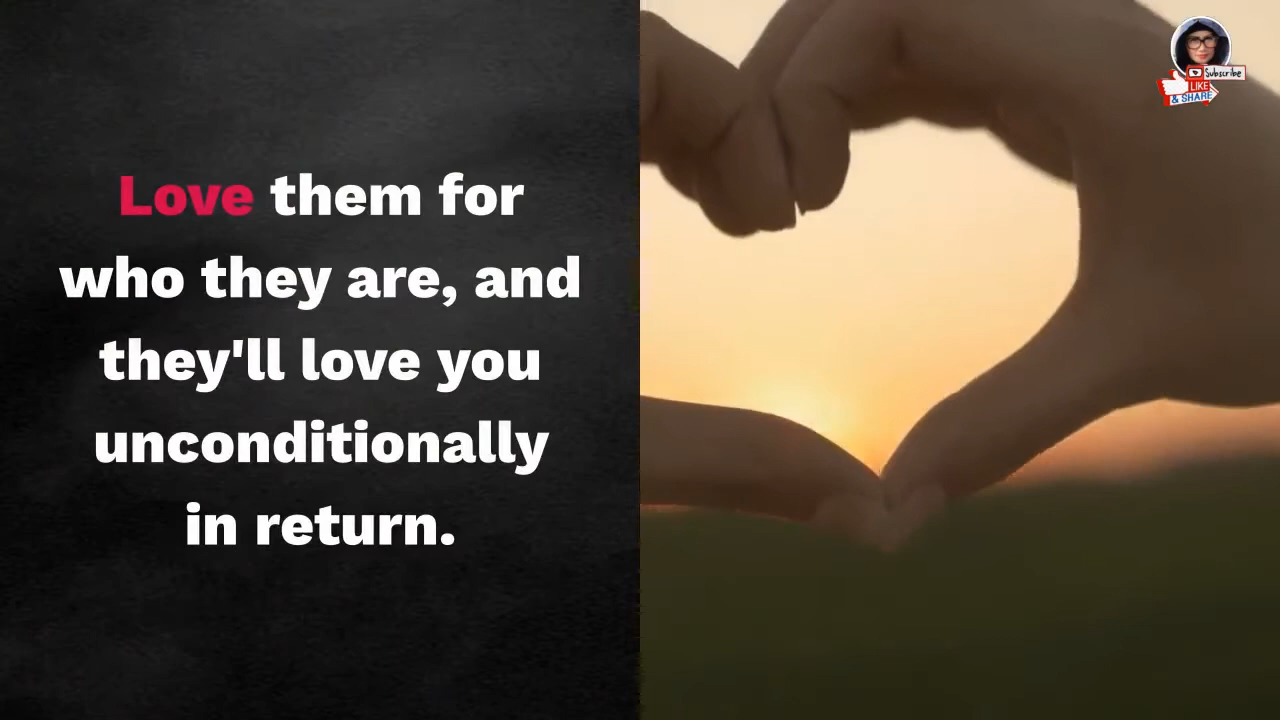 Love them for
who they are, and
they'll love you
unconditionally
in return.
Subscribe
LIKE
& SHARE